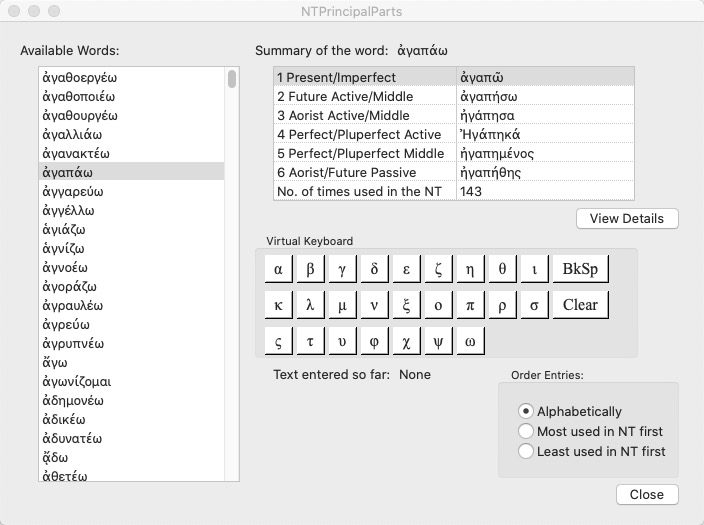 NTPrincipalParts
Available Words:
ἀγαθοεργέω
ἀγαθοποιέω
ἀγαθουργέω
ἀγαλλιάω
ἀγανακτέω
ἀγαπάω
ἀγγαρεύω
ἀγγέλλω
ἁγιάζω
ἁγνίζω
ἀγνοέω
ἀγοράζω
ἀγραυλέω
ἀγρεύω
ἀγρυπνέω
ἄγω
ἀγωνίζομαι
ἀδημονέω
ἀδικέω
ἀδυνατέω
ᾄδω
ἀθετέω
Summary of the word: ἀγαπάω
1 Present/Imperfect ἀγαπῶ
2 Future Active/Middle ἀγαπήσω
3 Aorist Active/Middle ἠγάπησα
4 Perfect/Pluperfect Active Ἠγάπηκά
5 Perfect/Pluperfect Middle ἠγαπημένος
6 Aorist/Future Passive ἠγαπήθης
No. of times used in the NT 143
View Details
Virtual Keyboard
α β γ δ ε ζ η θ ι BkSp
κ λ μ ν ξ ο π ρ σ Clear
ς τ υ φ χ ψ ω
Text entered so far: None
Order Entries:
Alphabetically
Most used in NT first
Least used in NT first
Close